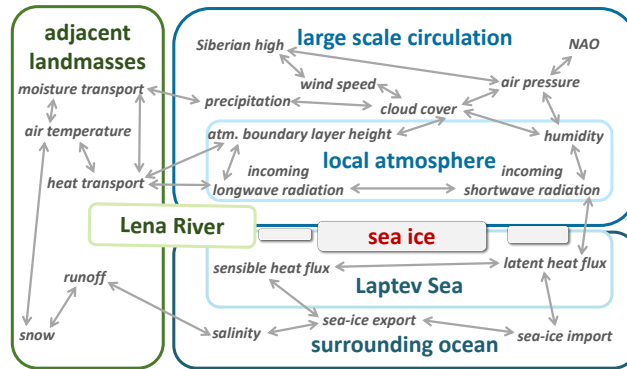 adjacent
landmasses
moisture transport
air temperature
heat transport
Lena River
runoff
snow
large scale circulation
Siberian high
NAO
wind speed
air pressure
precipitation
cloud cover
atm. boundary layer height
humidity
local atmosphere
incoming
longwave radiation
incoming
shortwave radiation
sea ice
sensible heat flux
latent heat flux
Laptev Sea
sea-ice export
salinity
sea-ice import
surrounding ocean